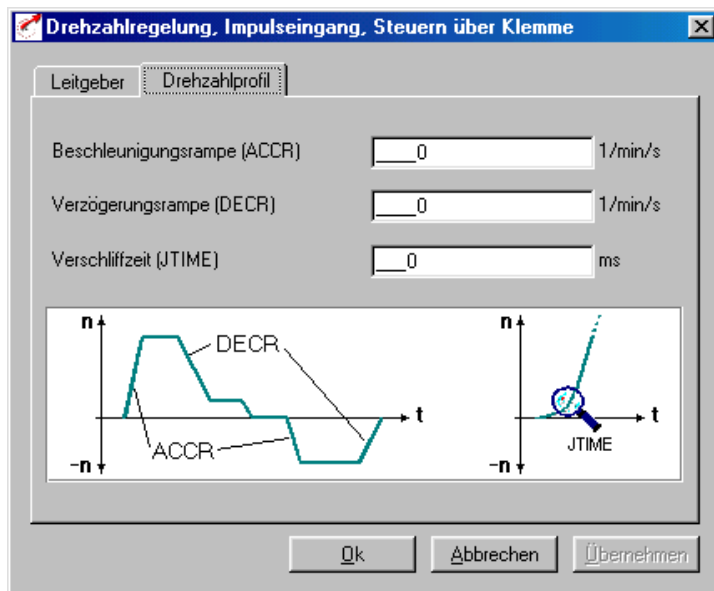 Drehzahlregelung, Impulseingang, Steuern über Klemme
Leitgeber Drehzahlprofil
Beschleunigungsrampe (ACCR) ____0 1/min/s
Verzögerungsrampe (DECR) ____0 1/min/s
Verschliffzeit (JTIME) ___0 ms
n n
DECR
t t
ACCR JTIME
-n -n
Ok Abbrechen Übernehmen